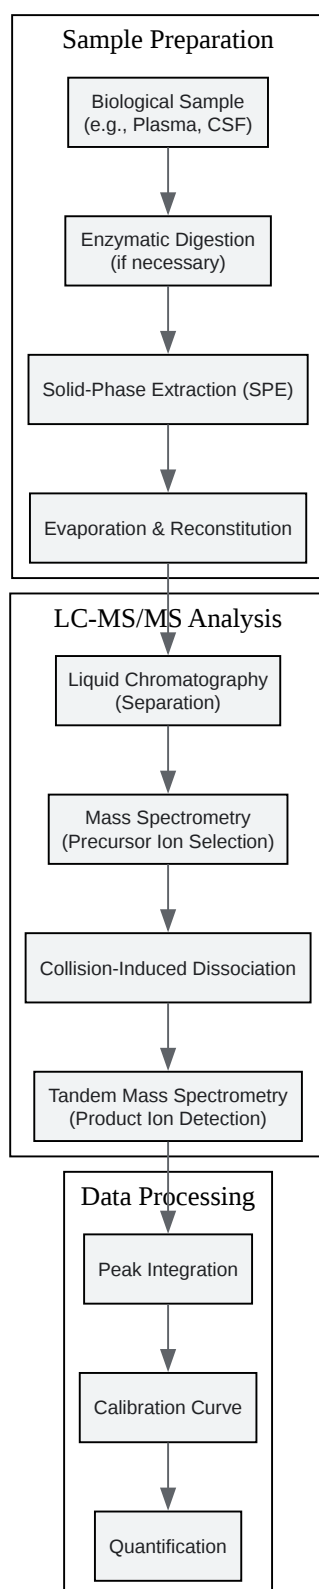 Sample Preparation
Biological Sample
(e.g., Plasma, CSF)
Enzymatic Digestion
(if necessary)
Solid-Phase Extraction (SPE)
Evaporation & Reconstitution
LC-MS/MS Analysis
Liquid Chromatography
(Separation)
Mass Spectrometry
(Precursor Ion Selection)
Collision-Induced Dissociation
Tandem Mass Spectrometry
(Product Ion Detection)
Data Processing
Peak Integration
Calibration Curve
Quantification